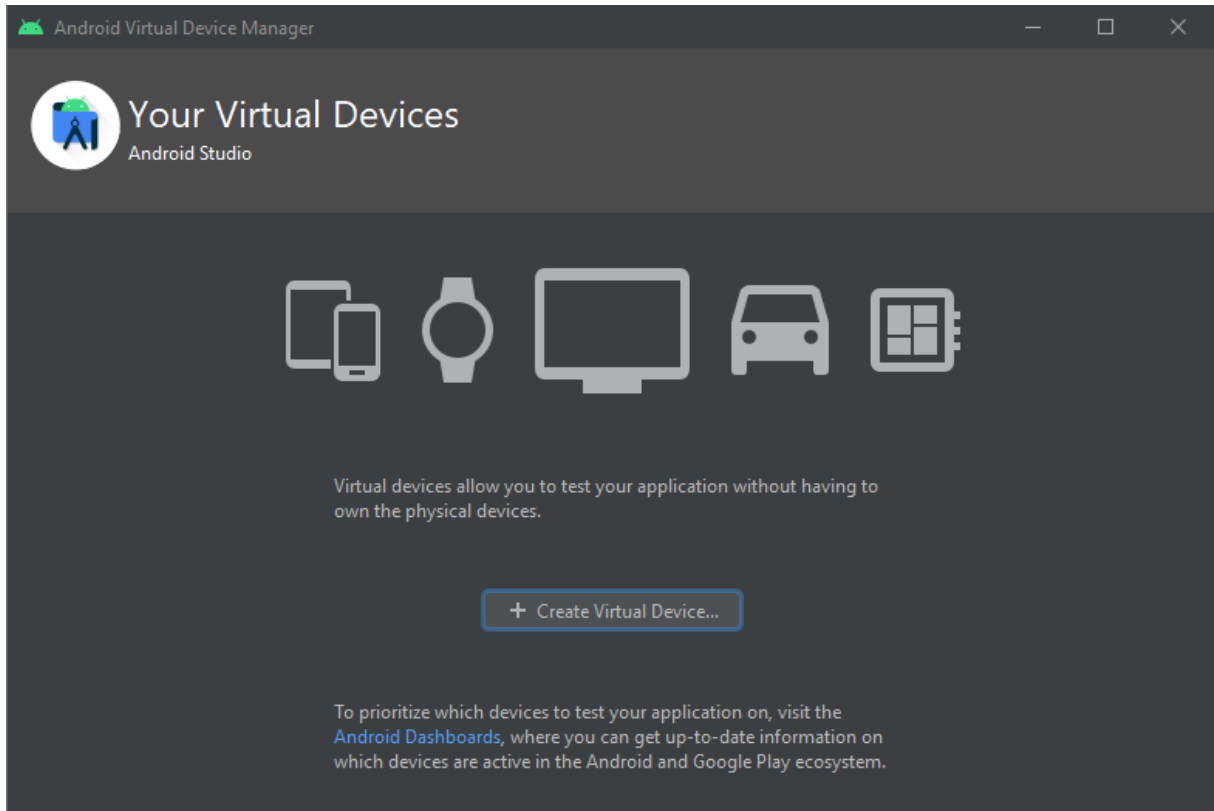 Android Virtual Device Manager
Your Virtual Devices
Android Studio
Virtual devices allow you to test your application without having to
own the physical devices.
+ Create Virtual Device...
To prioritize which devices to test your application on, visit the
Android Dashboards, where you can get up-to-date information on
which devices are active in the Android and Google Play ecosystem.